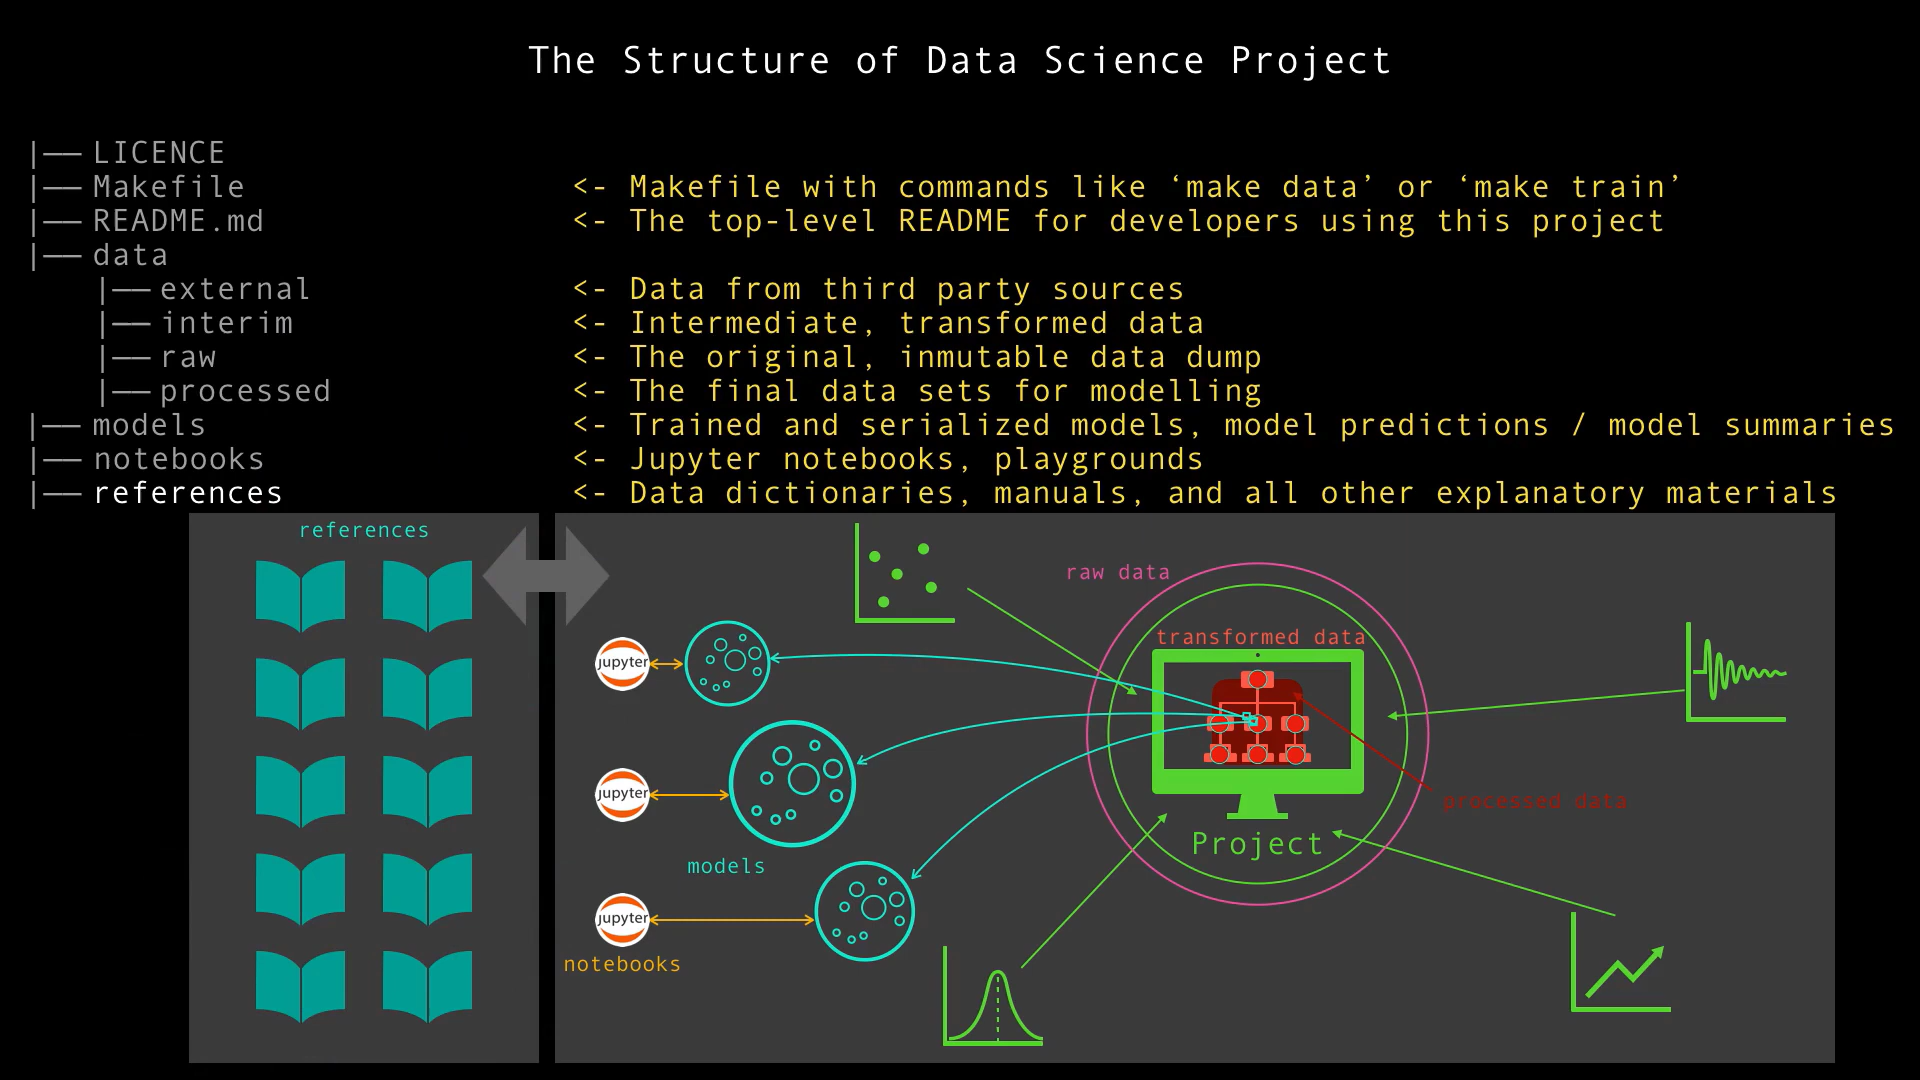 The Structure of Data Science Project
|── LICENCE
|── Makefile <- Makefile with commands like ‘make data’ or ‘make train’
|── README.md <- The top-level README for developers using this project
|── data
|── external <- Data from third party sources
|── interim <- Intermediate, transformed data
|── raw <- The original, inmutable data dump
|── processed <- The final data sets for modelling
|── models <- Trained and serialized models, model predictions / model summaries
|── notebooks <- Jupyter notebooks, playgrounds
|── references <- Data dictionaries, manuals, and all other explanatory materials
references
raw data
transformed data
jupyter
jupyter
processed data
Project
models
jupyter
notebooks